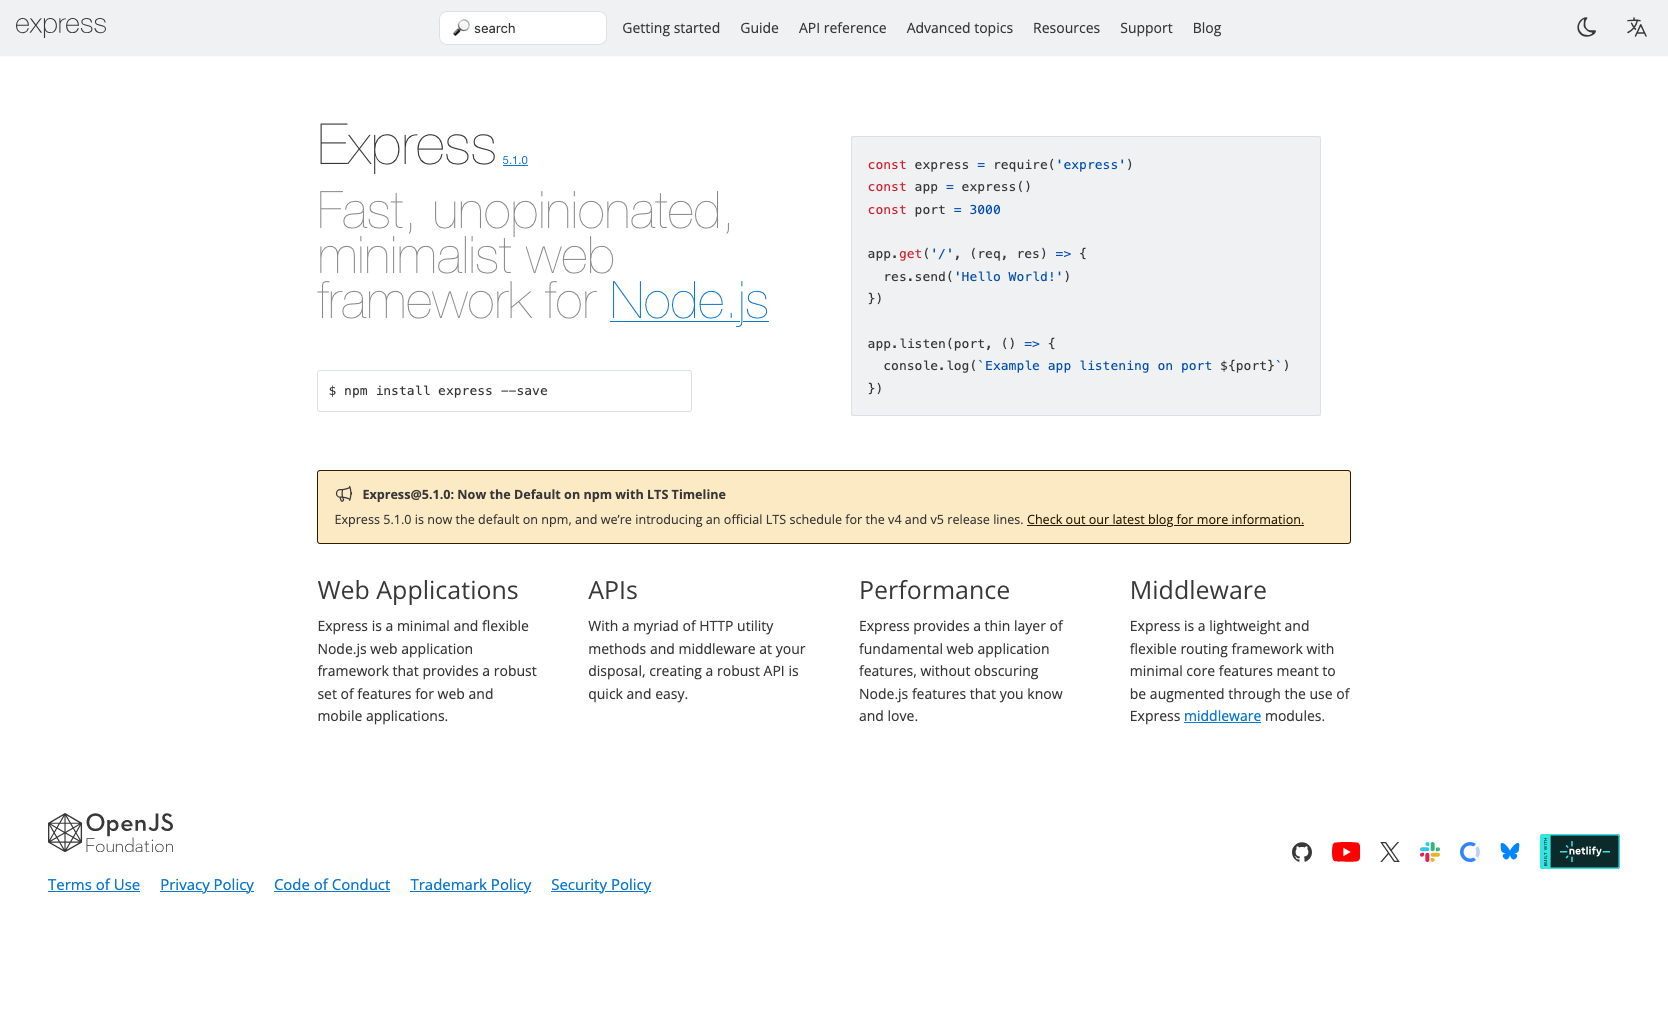 express
search
Getting started
Guide
API reference
Advanced topics
Resources
Support
Blog
Express 5.1.0
Fast, unopinionated,
minimalist web
framework for Node.js
$ npm install express --save
const express = require('express')
const app = express()
const port = 3000
app.get('/', (req, res) => {
  res.send('Hello World!')
})
app.listen(port, () => {
  console.log(`Example app listening on port ${port}`)
})
Express@5.1.0: Now the Default on npm with LTS Timeline
Express 5.1.0 is now the default on npm, and we’re introducing an official LTS schedule for the v4 and v5 release lines. Check out our latest blog for more information.
Web Applications
Express is a minimal and flexible
Node.js web application
framework that provides a robust
set of features for web and
mobile applications.
APIs
With a myriad of HTTP utility
methods and middleware at your
disposal, creating a robust API is
quick and easy.
Performance
Express provides a thin layer of
fundamental web application
features, without obscuring
Node.js features that you know
and love.
Middleware
Express is a lightweight and
flexible routing framework with
minimal core features meant to
be augmented through the use of
Express middleware modules.
OpenJS
Foundation
Terms of Use
Privacy Policy
Code of Conduct
Trademark Policy
Security Policy
BUILT WITH
netlify